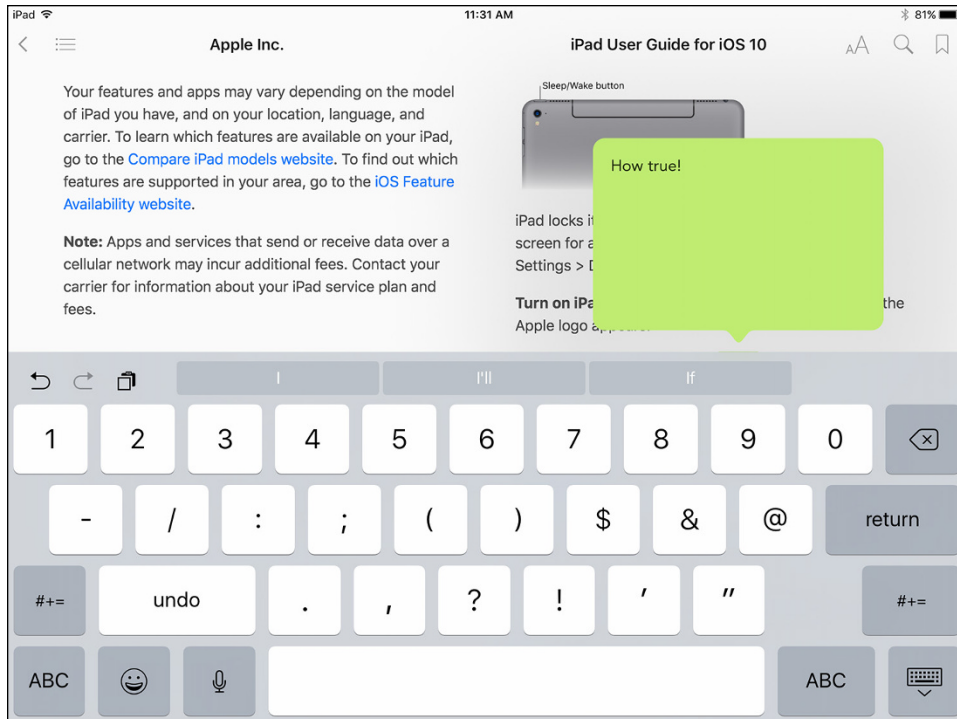 iPad 11:31 AM 81%
Apple Inc. iPad User Guide for iOS 10 AA
Your features and apps may vary depending on the model
of iPad you have, and on your location, language, and
carrier. To learn which features are available on your iPad,
go to the Compare iPad models website. To find out which
features are supported in your area, go to the iOS Feature
Availability website.
Note: Apps and services that send or receive data over a
cellular network may incur additional fees. Contact your
carrier for information about your iPad service plan and
fees.
Sleep/Wake button
How true!
iPad locks
screen for
Settings >
Turn on the
Apple logo
I I'll If
1 2 3 4 5 6 7 8 9 0
- / : ; ( ) $ & @ return
#+= undo . , ? ! ' " #+=
ABC ABC